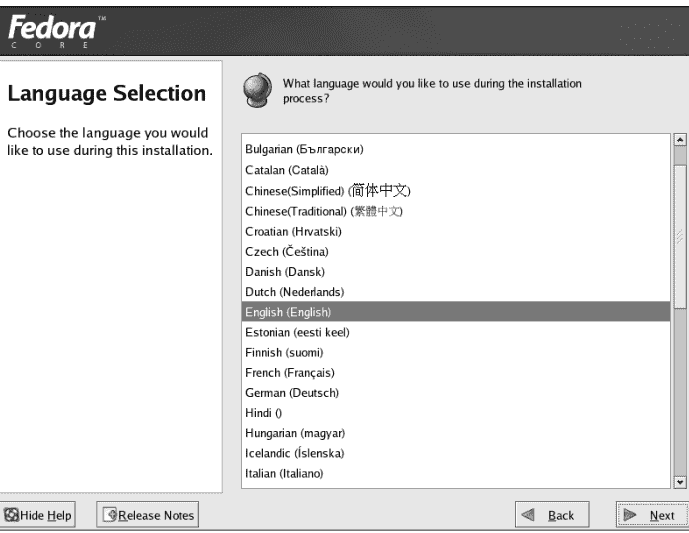 Fedora™
CORE
Language Selection
Choose the language you would
like to use during this installation.
What language would you like to use during the installation
process?
Bulgarian (Български)
Catalan (Català)
Chinese(Simplified) (简体中文)
Chinese(Traditional) (繁體中文)
Croatian (Hrvatski)
Czech (Čeština)
Danish (Dansk)
Dutch (Nederlands)
English (English)
Estonian (eesti keel)
Finnish (suomi)
French (Français)
German (Deutsch)
Hindi ()
Hungarian (magyar)
Icelandic (Íslenska)
Italian (Italiano)
Hide Help
Release Notes
Back
Next